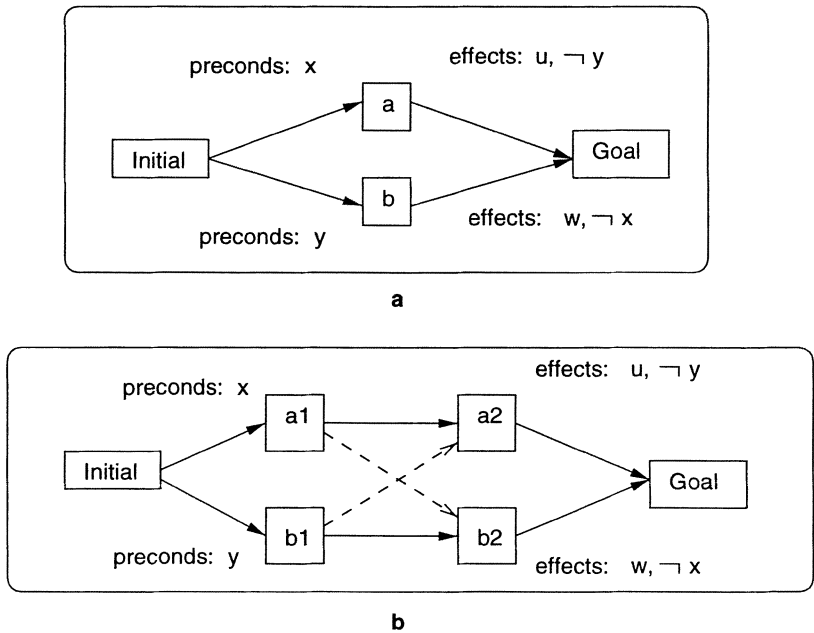 preconds: x
effects: u, ¬ y
a
Initial
Goal
b
preconds: y
effects: w, ¬ x
a
effects: u, ¬ y
preconds: x
a1
a2
Initial
Goal
b1
b2
preconds: y
effects: w, ¬ x
b